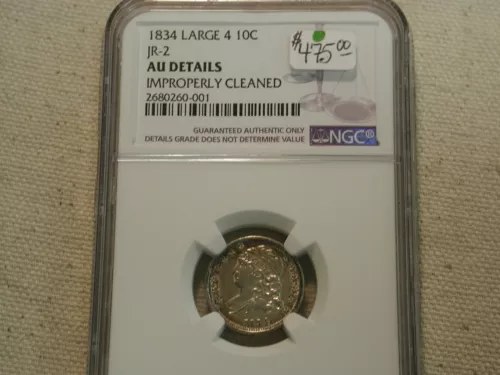 1834 LARGE 4 10C
JR-2
AU DETAILS
IMPROPERLY CLEANED
2680260-001
$475.00
GUARANTEED AUTHENTIC ONLY
DETAILS GRADE DOES NOT DETERMINE VALUE
NGC®